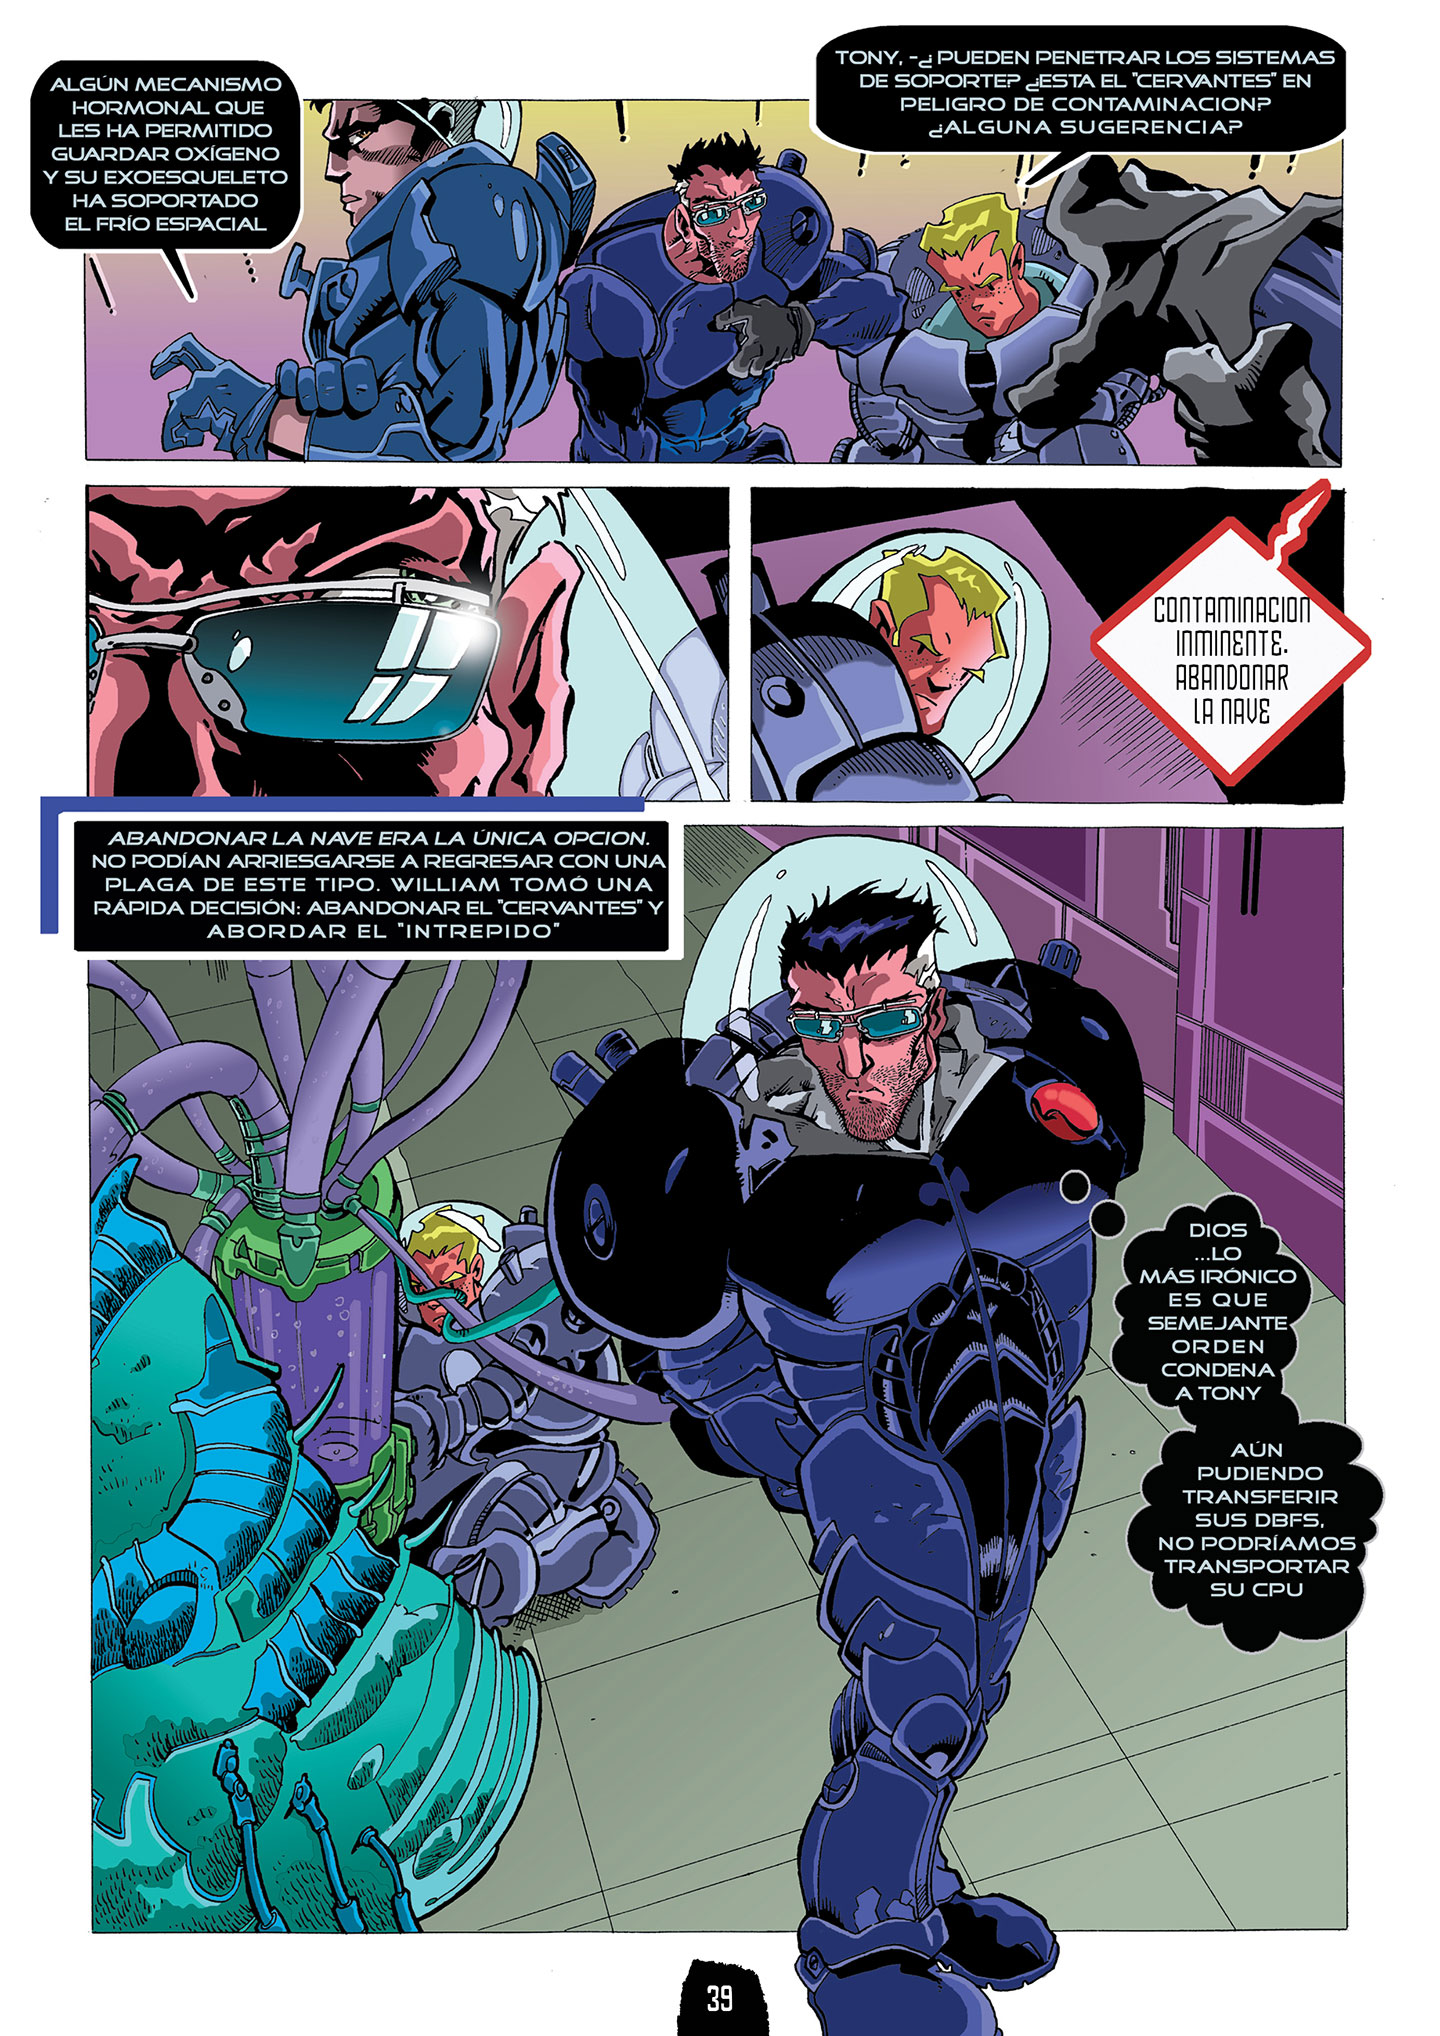 ALGÚN MECANISMO
HORMONAL QUE
LES HA PERMITIDO
GUARDAR OXÍGENO
Y SU EXOESQUELETO
HA SOPORTADO
EL FRÍO ESPACIAL
TONY, -¿ PUEDEN PENETRAR LOS SISTEMAS
DE SOPORTE? ¿ESTA EL "CERVANTES" EN
PELIGRO DE CONTAMINACION?
¿ALGUNA SUGERENCIA?
CONTAMINACION
INMINENTE.
ABANDONAR
LA NAVE
ABANDONAR LA NAVE ERA LA ÚNICA OPCION.
NO PODÍAN ARRIESGARSE A REGRESAR CON UNA
PLAGA DE ESTE TIPO. WILLIAM TOMÓ UNA
RÁPIDA DECISIÓN: ABANDONAR EL "CERVANTES" Y
ABORDAR EL "INTREPIDO"
DIOS
...LO
MÁS IRÓNICO
ES QUE
SEMEJANTE
ORDEN
CONDENA
A TONY
AÚN
PUDIENDO
TRANSFERIR
SUS DBFS,
NO PODRÍAMOS
TRANSPORTAR
SU CPU
39